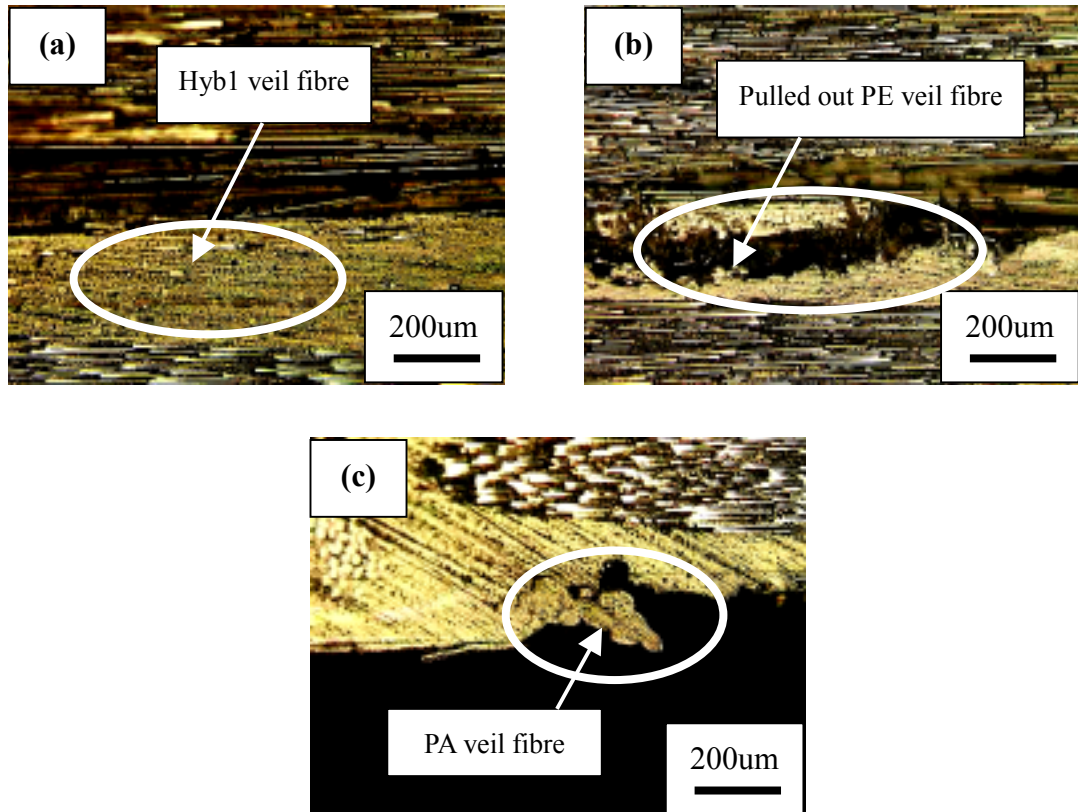 (a)
Hyb1 veil fibre
200um
(b)
Pulled out PE veil fibre
200um
(c)
PA veil fibre
200um